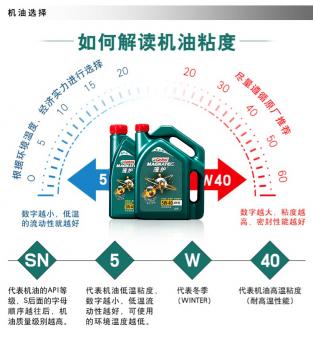 机油选择
如何解读机油粘度
根据环境温度、经济实力进行选择
尽量遵循原厂推荐
0
5
10
15
20
20
30
40
50
60
5
W40
Castrol
MAGNATEC
磁护
5W-40
数字越小，低温
的流动性就越好
数字越大，粘度越
高、密封性能越好
SN
5
W
40
代表机油的API等
级，S后面的字母
顺序越往后，机
油质量级别越高。
代表机油低温粘度，
数字越小，低温流
动性越好，可使用
的环境温度越低。
代表冬季
(WINTER)
代表机油高温粘度
(耐高温性能)